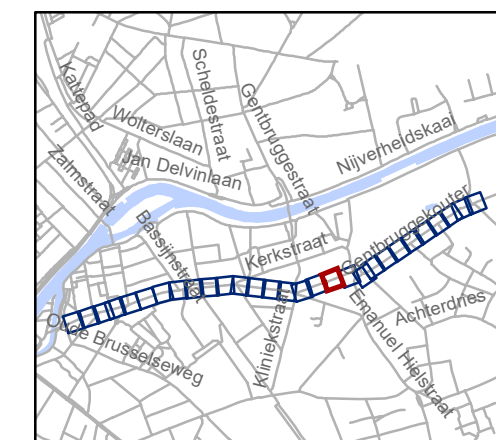 Kattepad
Scheldestraat
Gentbruggestraat
Wolterslaan
Nijverheidskaai
Jan Delvinlaan
Zalmstraat
Bassijnstraat
Kerkstraat
Gentbruggekouter
Oude Brusselseweg
Kliniekstraat
Emanuel Hielstraat
Achterdries